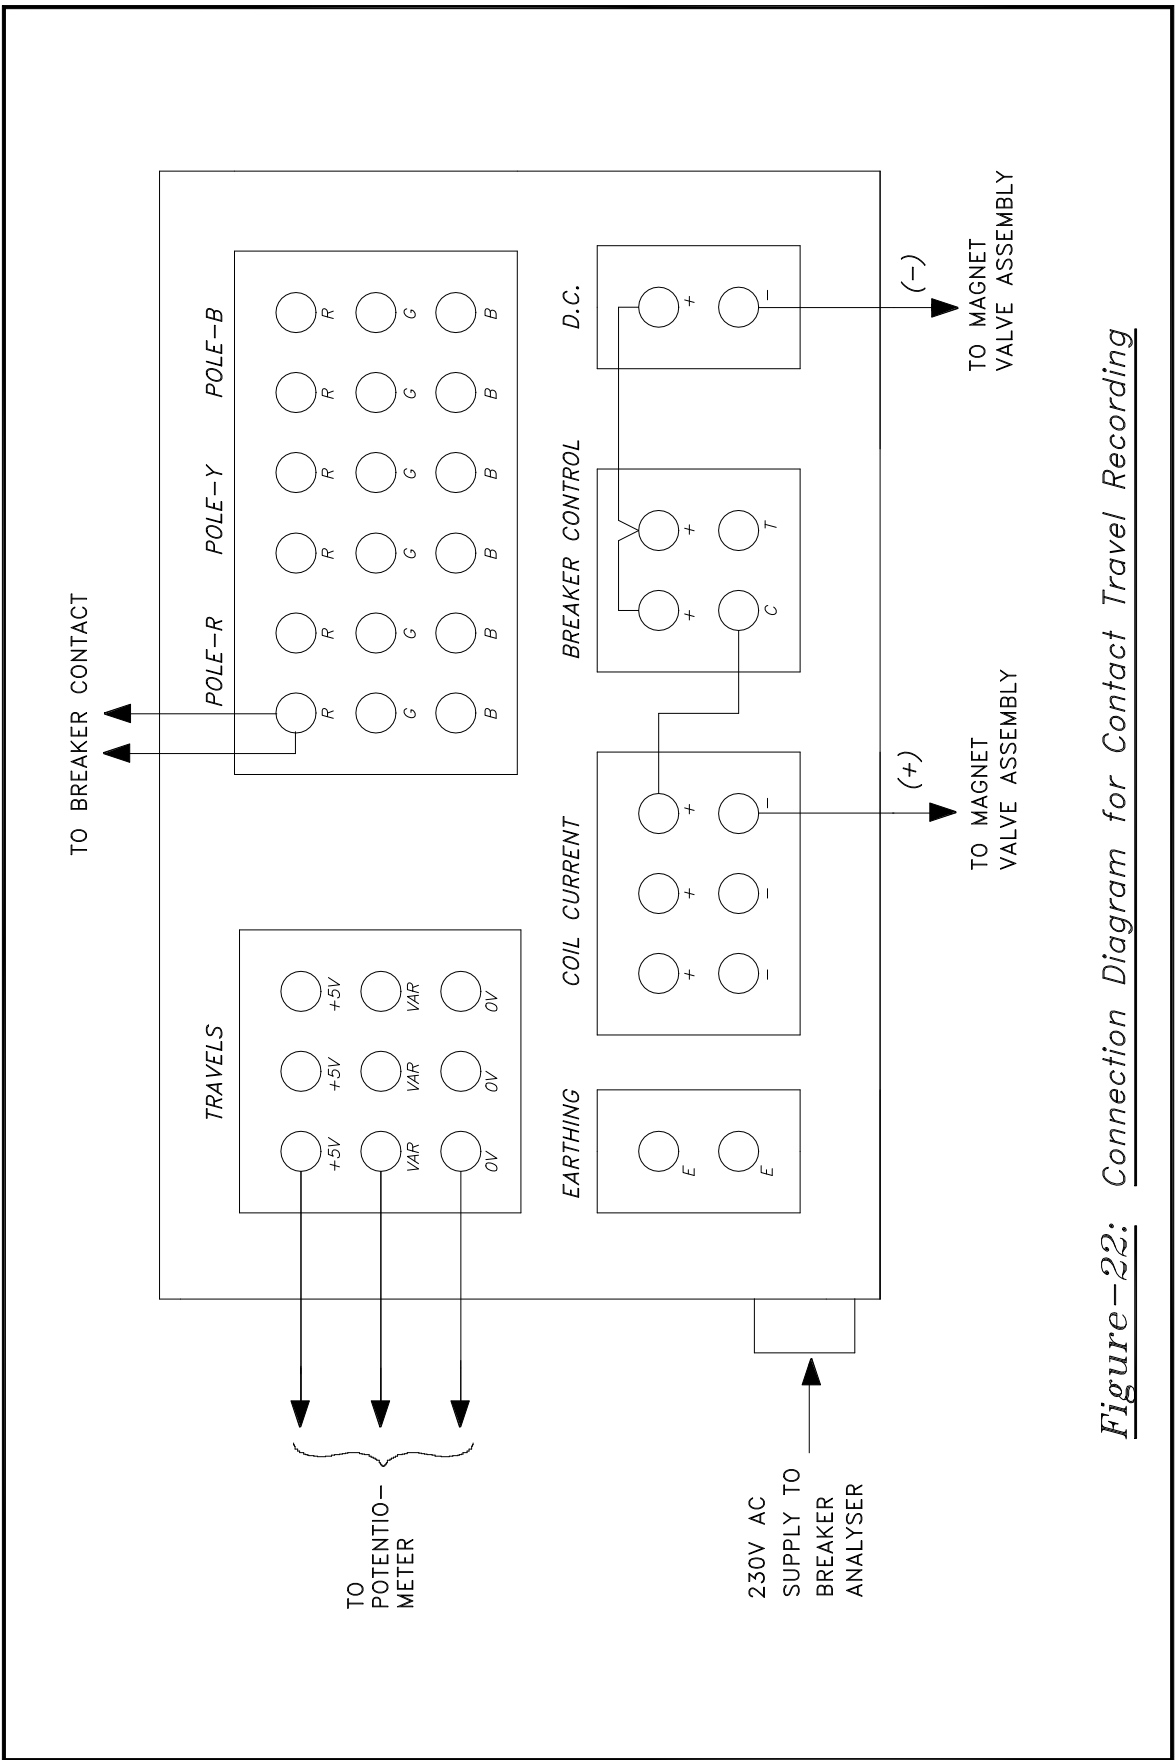 TO BREAKER CONTACT
TRAVELS
POLE-R POLE-Y POLE-B
+5V +5V +5V
R R R R R R
VAR VAR VAR
G G G G G G
0V 0V 0V
B B B B B B
TO
POTENTIO-
METER
EARTHING
COIL CURRENT
BREAKER CONTROL
D.C.
E + + + + + +
E - - - C T -
230V AC
SUPPLY TO
BREAKER
ANALYSER
(+)
(-)
TO MAGNET
VALVE ASSEMBLY
TO MAGNET
VALVE ASSEMBLY
Figure-22: Connection Diagram for Contact Travel Recording